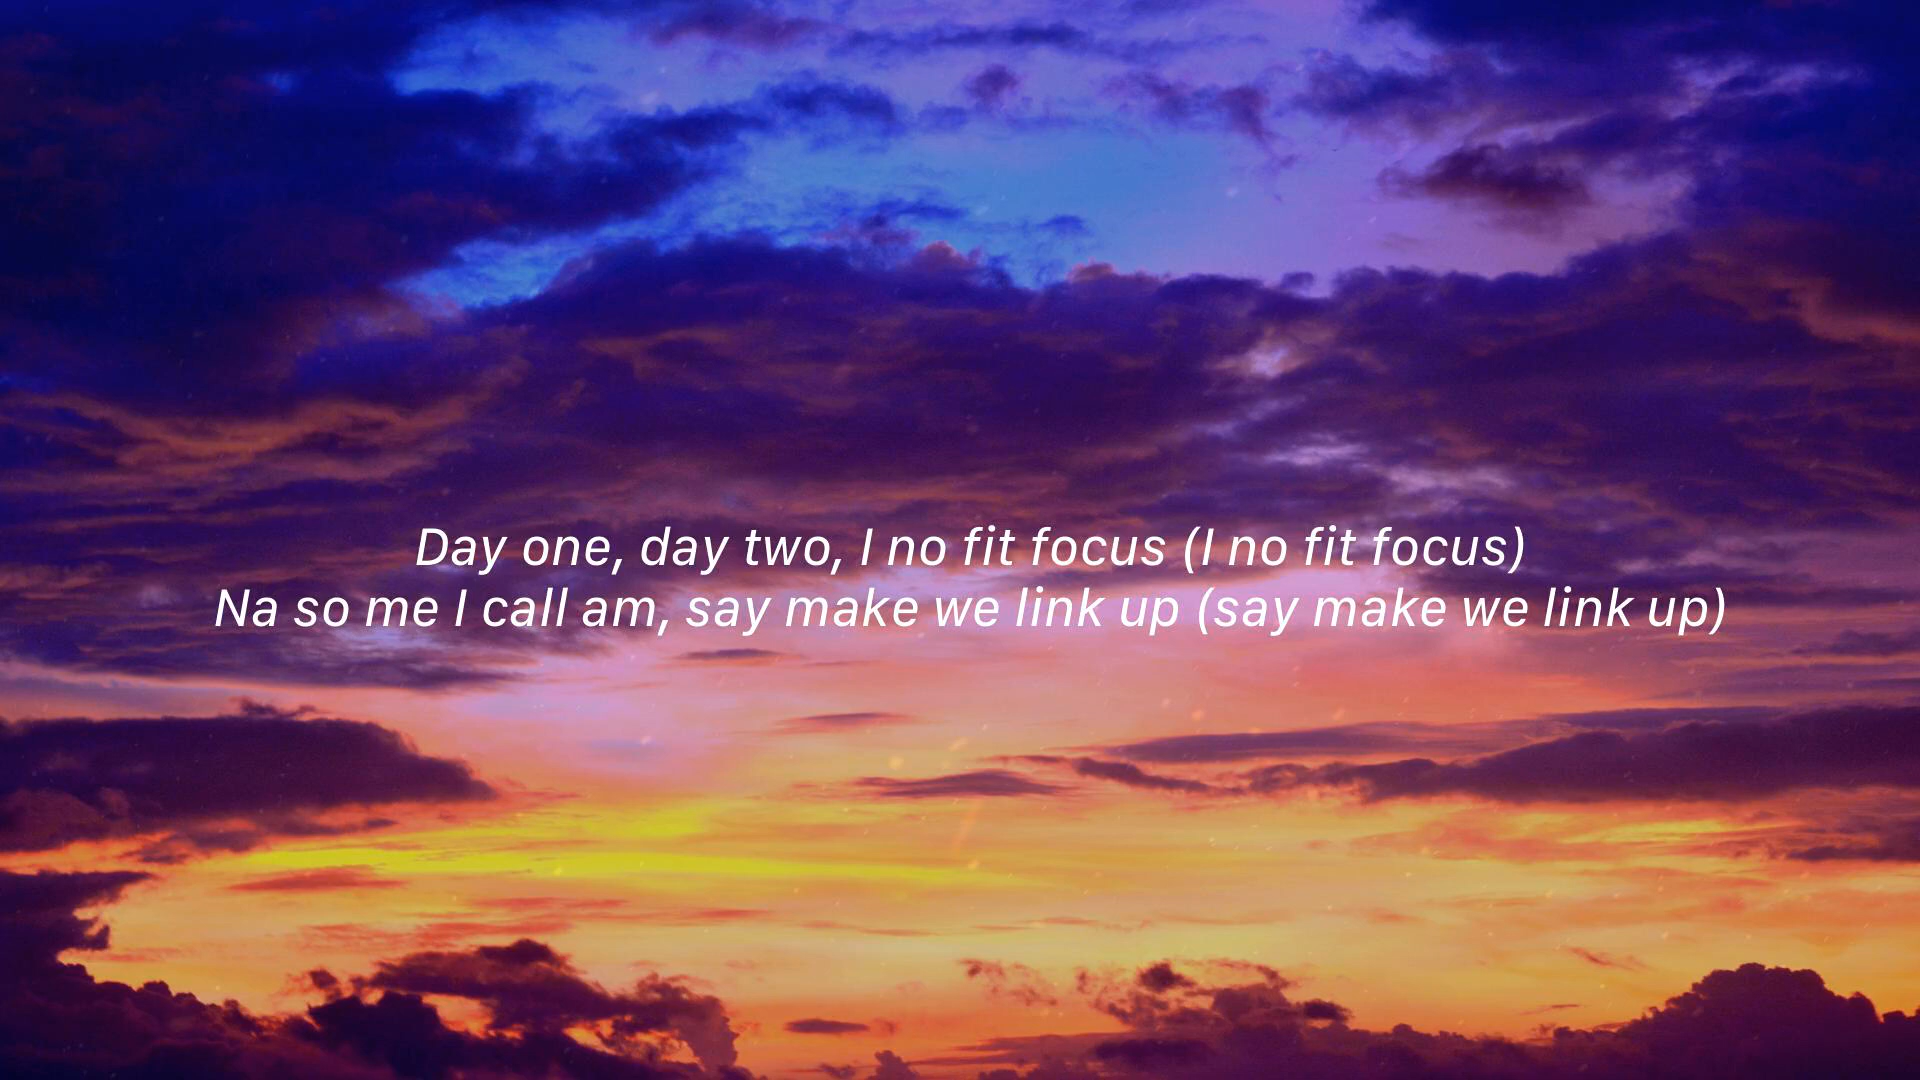 Day one, day two, I no fit focus (I no fit focus)
Na so me I call am, say make we link up (say make we link up)